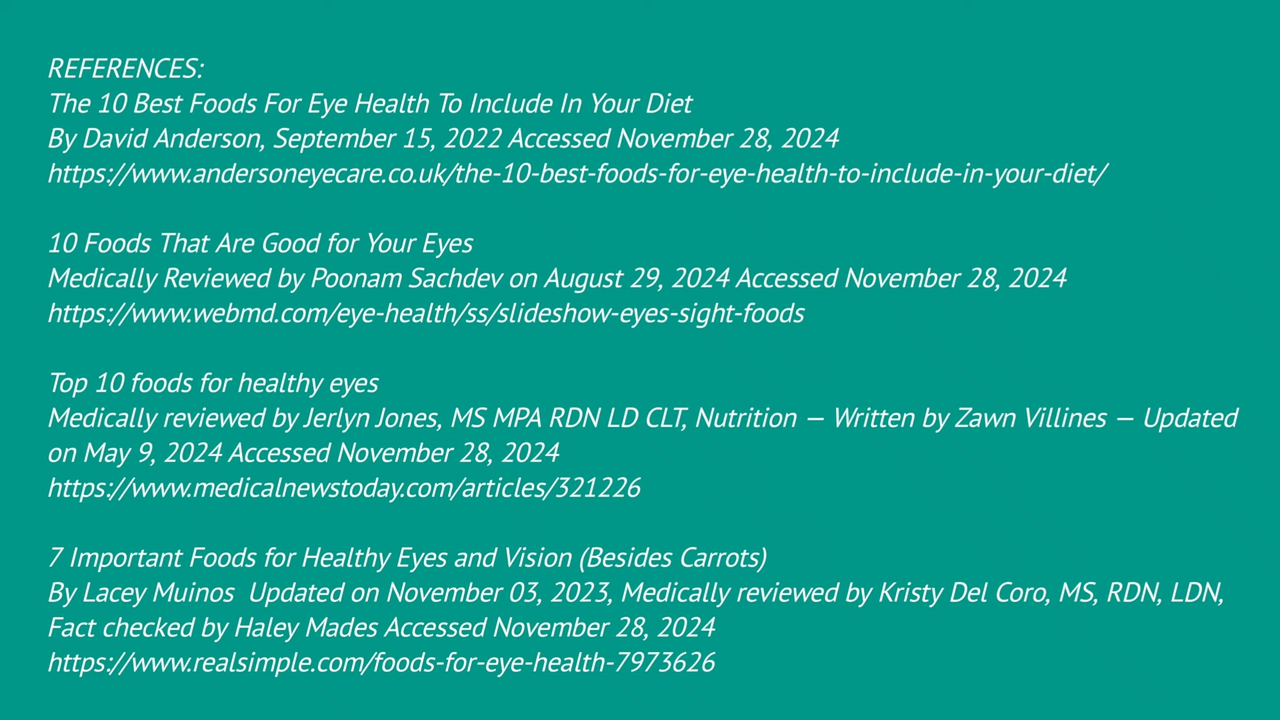 REFERENCES:
The 10 Best Foods For Eye Health To Include In Your Diet
By David Anderson, September 15, 2022 Accessed November 28, 2024
https://www.andersoneyecare.co.uk/the-10-best-foods-for-eye-health-to-include-in-your-diet/
10 Foods That Are Good for Your Eyes
Medically Reviewed by Poonam Sachdev on August 29, 2024 Accessed November 28, 2024
https://www.webmd.com/eye-health/ss/slideshow-eyes-sight-foods
Top 10 foods for healthy eyes
Medically reviewed by Jerlyn Jones, MS MPA RDN LD CLT, Nutrition — Written by Zawn Villines — Updated
on May 9, 2024 Accessed November 28, 2024
https://www.medicalnewstoday.com/articles/321226
7 Important Foods for Healthy Eyes and Vision (Besides Carrots)
By Lacey Muinos  Updated on November 03, 2023, Medically reviewed by Kristy Del Coro, MS, RDN, LDN,
Fact checked by Haley Mades Accessed November 28, 2024
https://www.realsimple.com/foods-for-eye-health-7973626